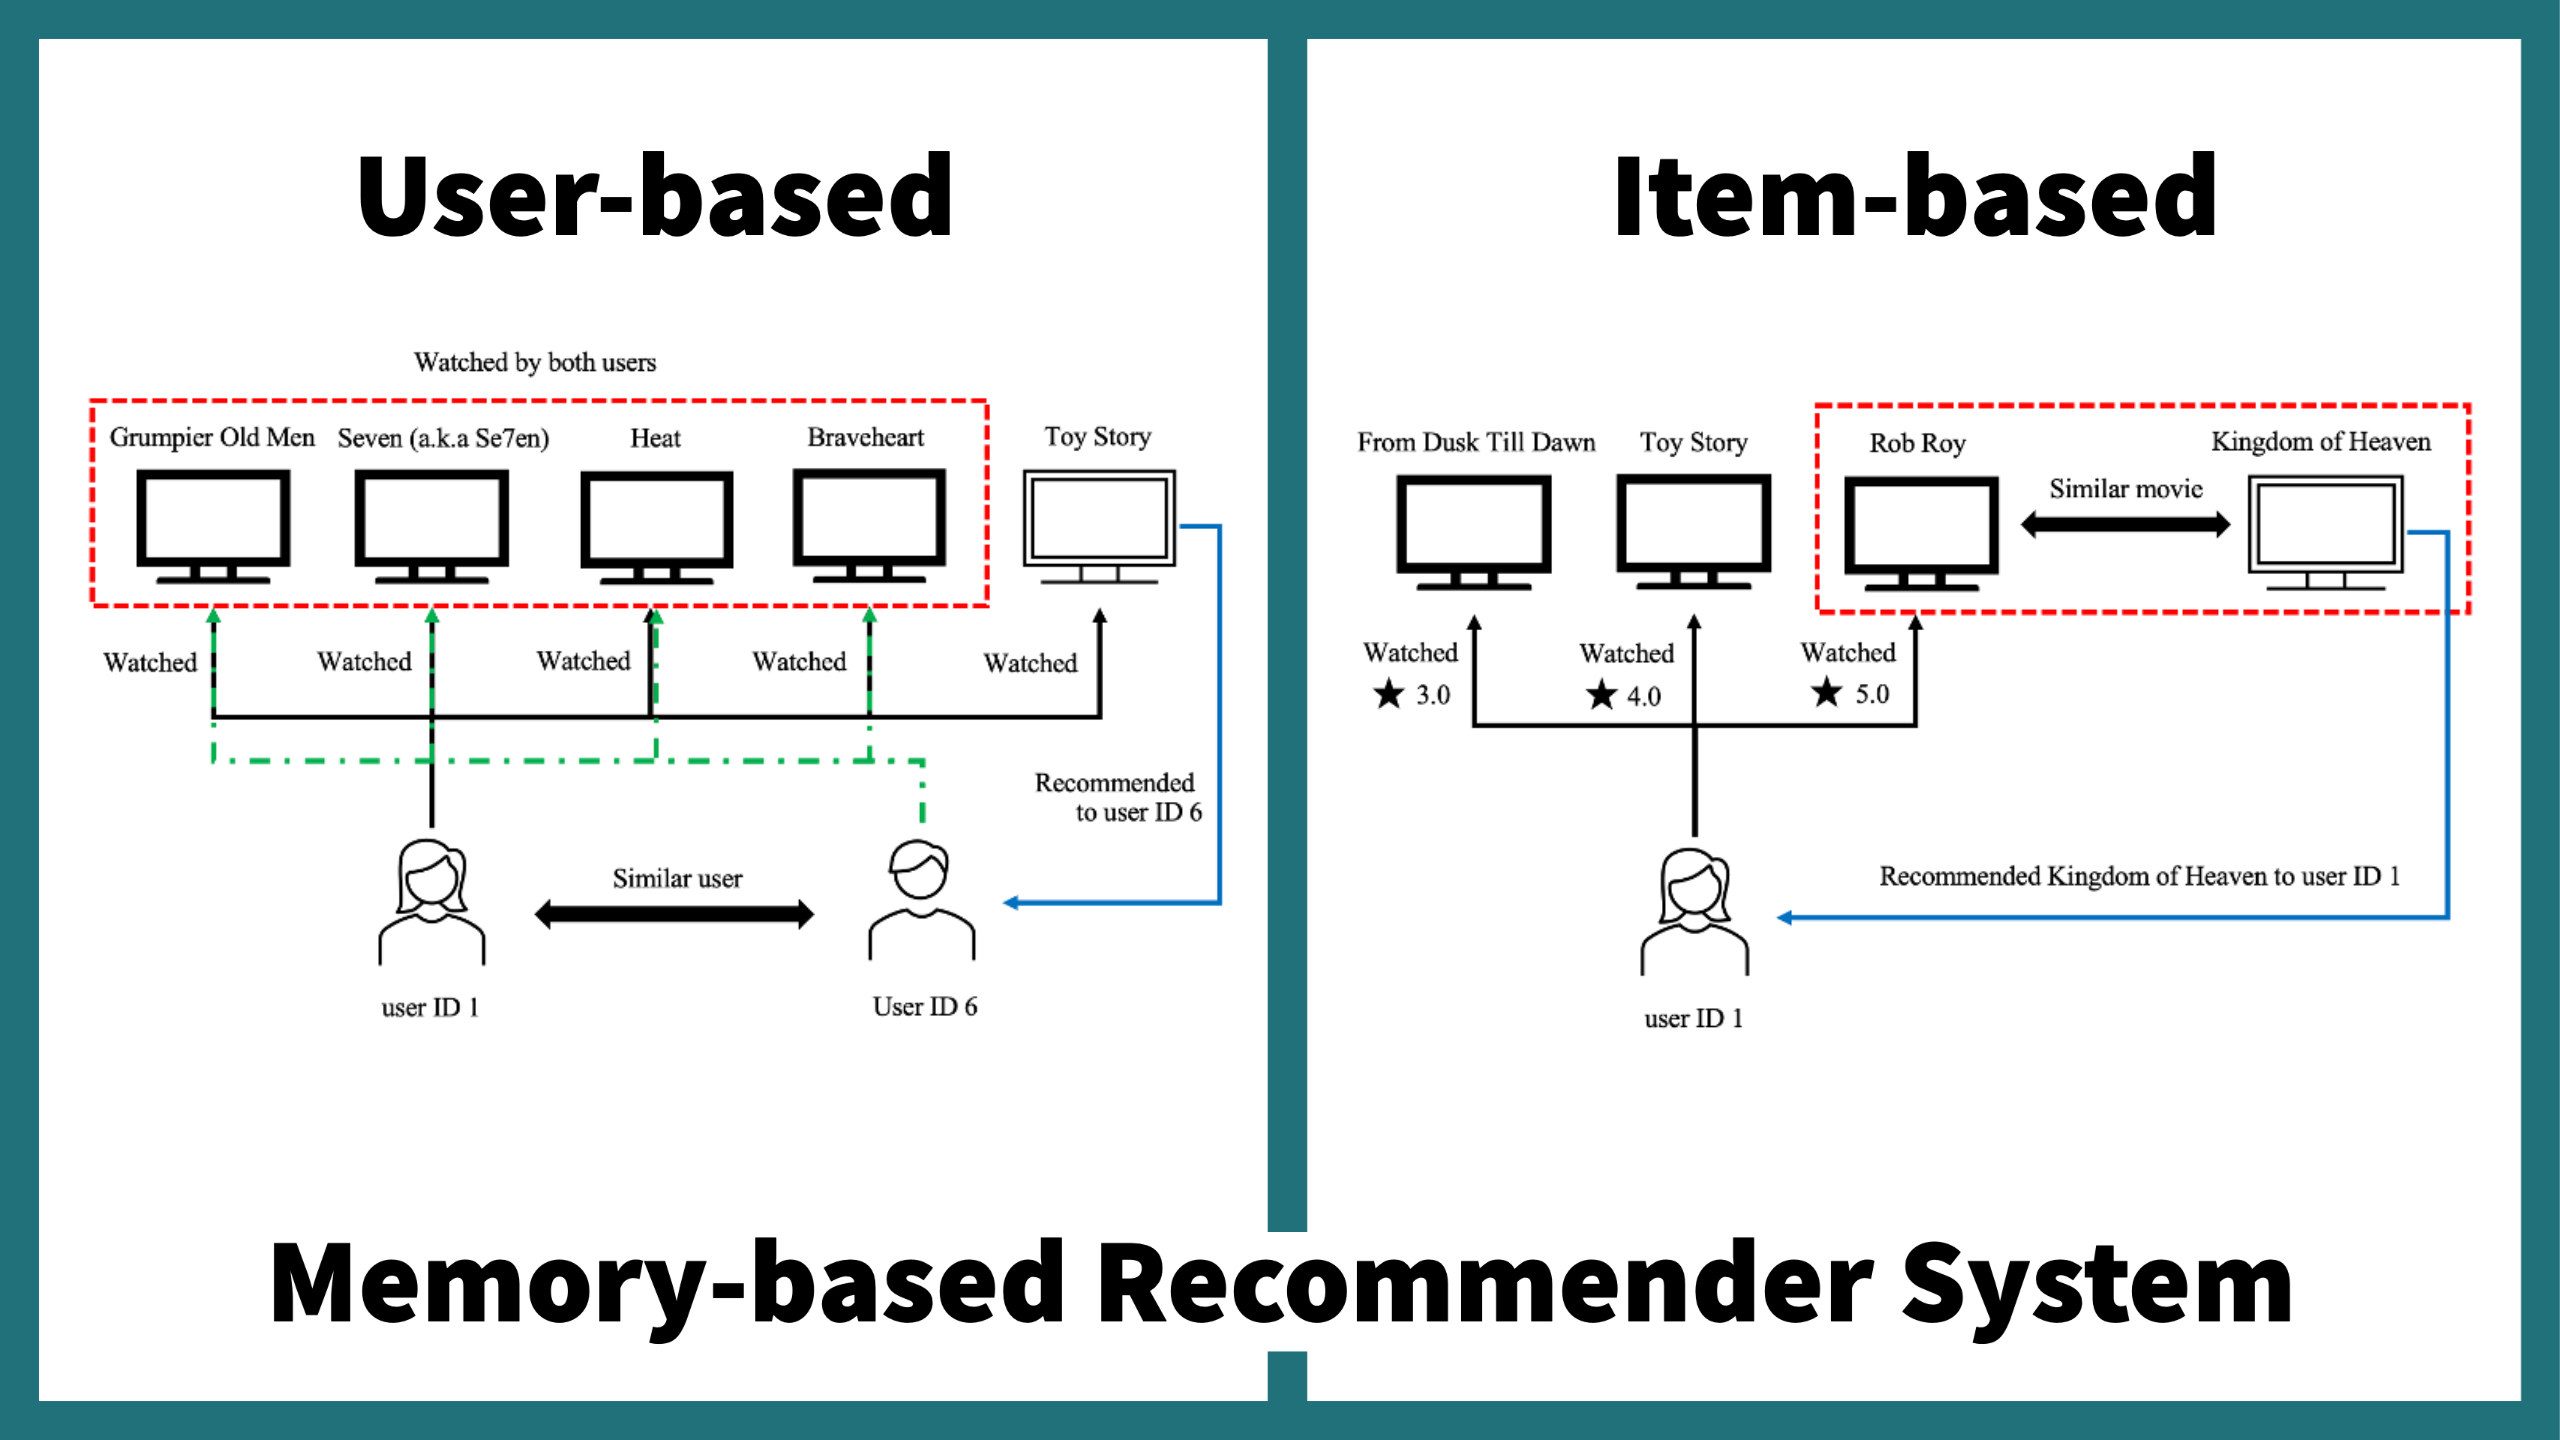 User-based
Watched by both users
Grumpier Old Men
Seven (a.k.a Se7en)
Heat
Braveheart
Toy Story
Watched
Watched
Watched
Watched
Watched
Recommended
to user ID 6
Similar user
user ID 1
User ID 6
Item-based
From Dusk Till Dawn
Toy Story
Rob Roy
Kingdom of Heaven
Similar movie
Watched
★ 3.0
Watched
★ 4.0
Watched
★ 5.0
Recommended Kingdom of Heaven to user ID 1
user ID 1
Memory-based Recommender System